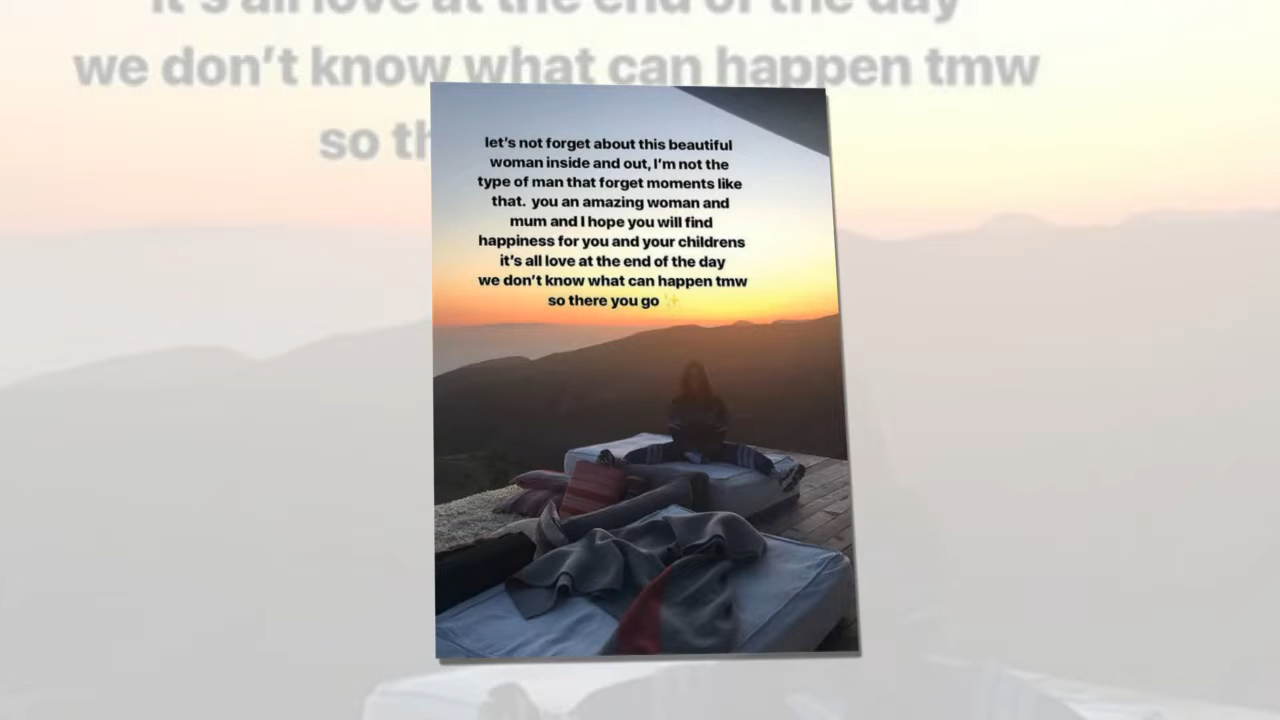 it's all love at the end of the day
we don't know what can happen tmw
so th
let's not forget about this beautiful
woman inside and out, I'm not the
type of man that forget moments like
that. you an amazing woman and
mum and I hope you will find
happiness for you and your childrens
it's all love at the end of the day
we don't know what can happen tmw
so there you go ✨